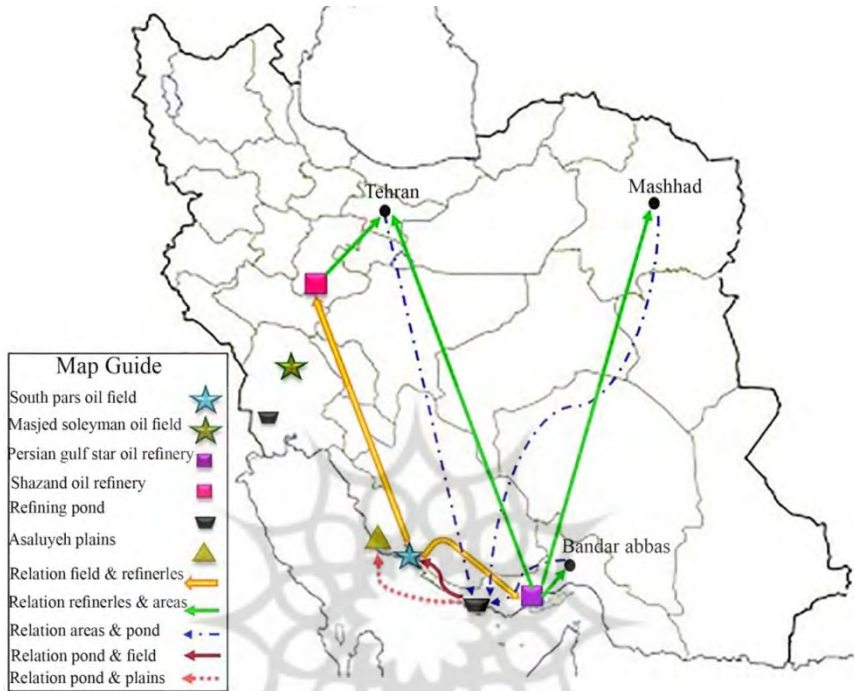 Tehran
Mashhad
Bandar abbas
Map Guide
South pars oil field
Masjed soleyman oil field
Persian gulf star oil refinery
Shazand oil refinery
Refining pond
Asaluyeh plains
Relation field & refinerles
Relation refinerles & areas
Relation areas & pond
Relation pond & field
Relation pond & plains